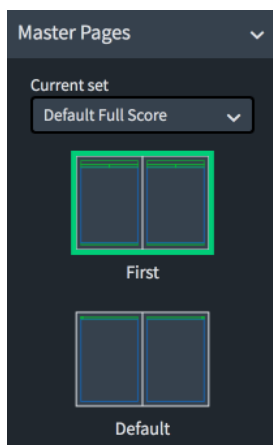 Master Pages
Current set
Default Full Score
First
Default